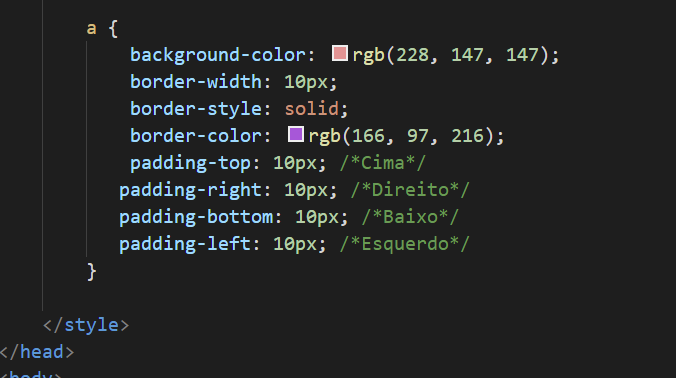 a {
background-color: rgb(228, 147, 147);
border-width: 10px;
border-style: solid;
border-color: rgb(166, 97, 216);
padding-top: 10px; /*Cima*/
padding-right: 10px; /*Direito*/
padding-bottom: 10px; /*Baixo*/
padding-left: 10px; /*Esquerdo*/
}
</style>
</head>
<body>